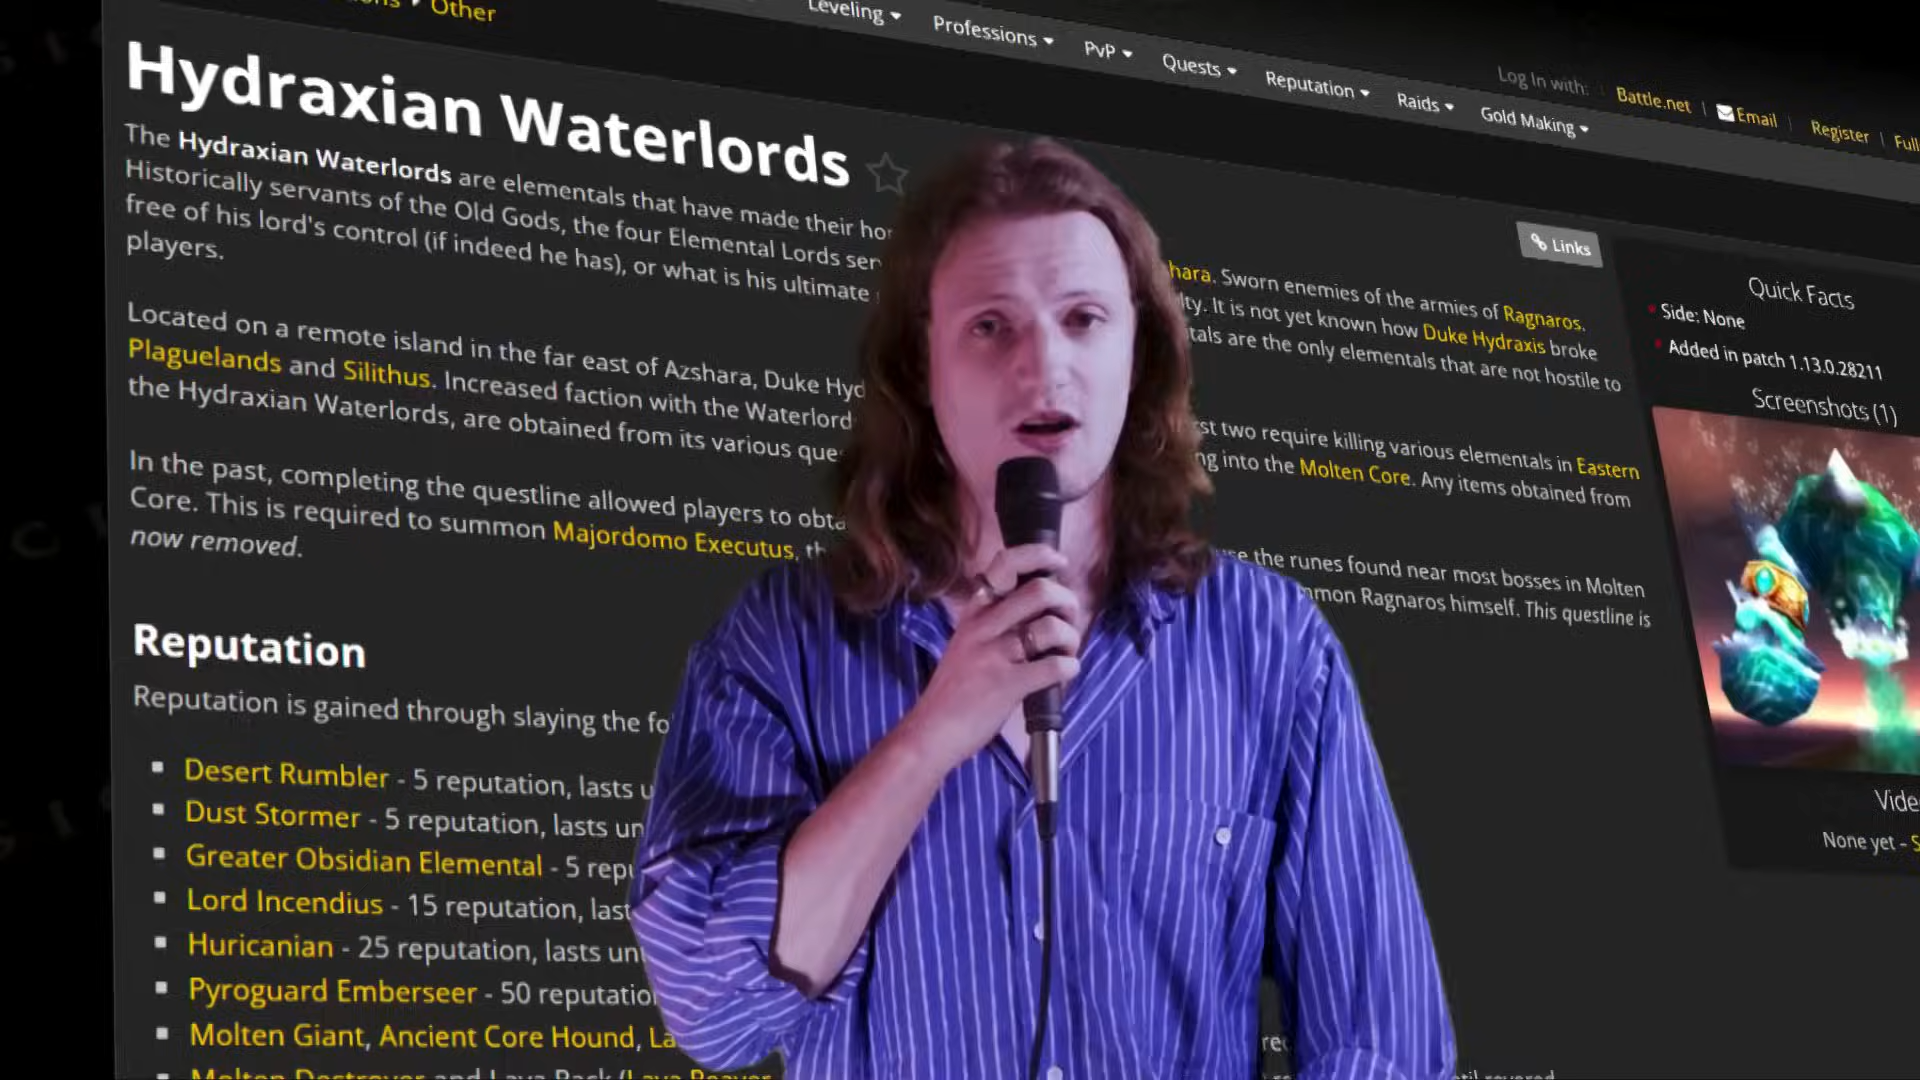 Other
Leveling
Professions
PvP
Quests
Reputation
Raids
Gold Making
Log In with:
Battle.net
Email
Register
Hydraxian Waterlords
The Hydraxian Waterlords are elementals that have made their
hara. Sworn enemies of the armies of Ragnaros.
Historically servants of the Old Gods, the four Elemental Lords
lty. It is not yet known how Duke Hydraxis broke
free of his lord's control (if indeed he has), or what is his ultimate
tals are the only elementals that are not hostile to
players.
Links
Located on a remote island in the far east of Azshara, Duke Hyd
st two require killing various elementals in Eastern
Plaguelands and Silithus. Increased faction with the Waterlord
ng into the Molten Core. Any items obtained from
the Hydraxian Waterlords, are obtained from its various que
In the past, completing the questline allowed players to obta
use the runes found near most bosses in Molten
Core. This is required to summon Majordomo Executus, th
mmon Ragnaros himself. This questline is
now removed.
Reputation
Reputation is gained through slaying the fo
Desert Rumbler - 5 reputation, lasts u
Dust Stormer - 5 reputation, lasts un
Greater Obsidian Elemental - 5 repu
Lord Incendius - 15 reputation, last
Huricanian - 25 reputation, lasts un
Pyroguard Emberseer - 50 reputation
Molten Giant, Ancient Core Hound, La
Quick Facts
Side: None
Added in patch 1.13.0.28211
Screenshots (1)
None yet - S